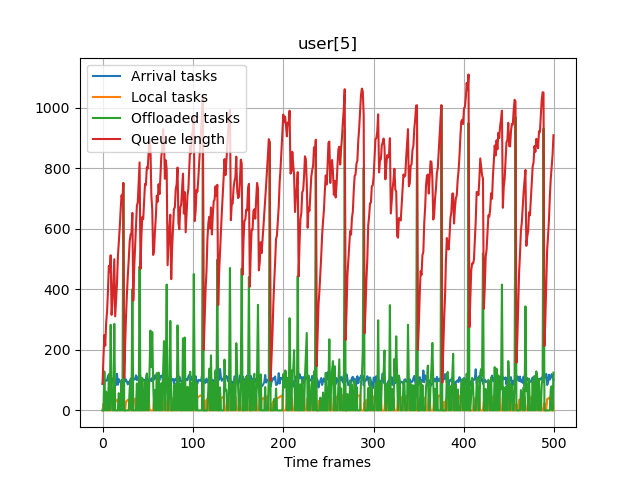 user[5]
Arrival tasks
Local tasks
Offloaded tasks
Queue length
1000
800
600
400
200
0
0 100 200 300 400 500
Time frames